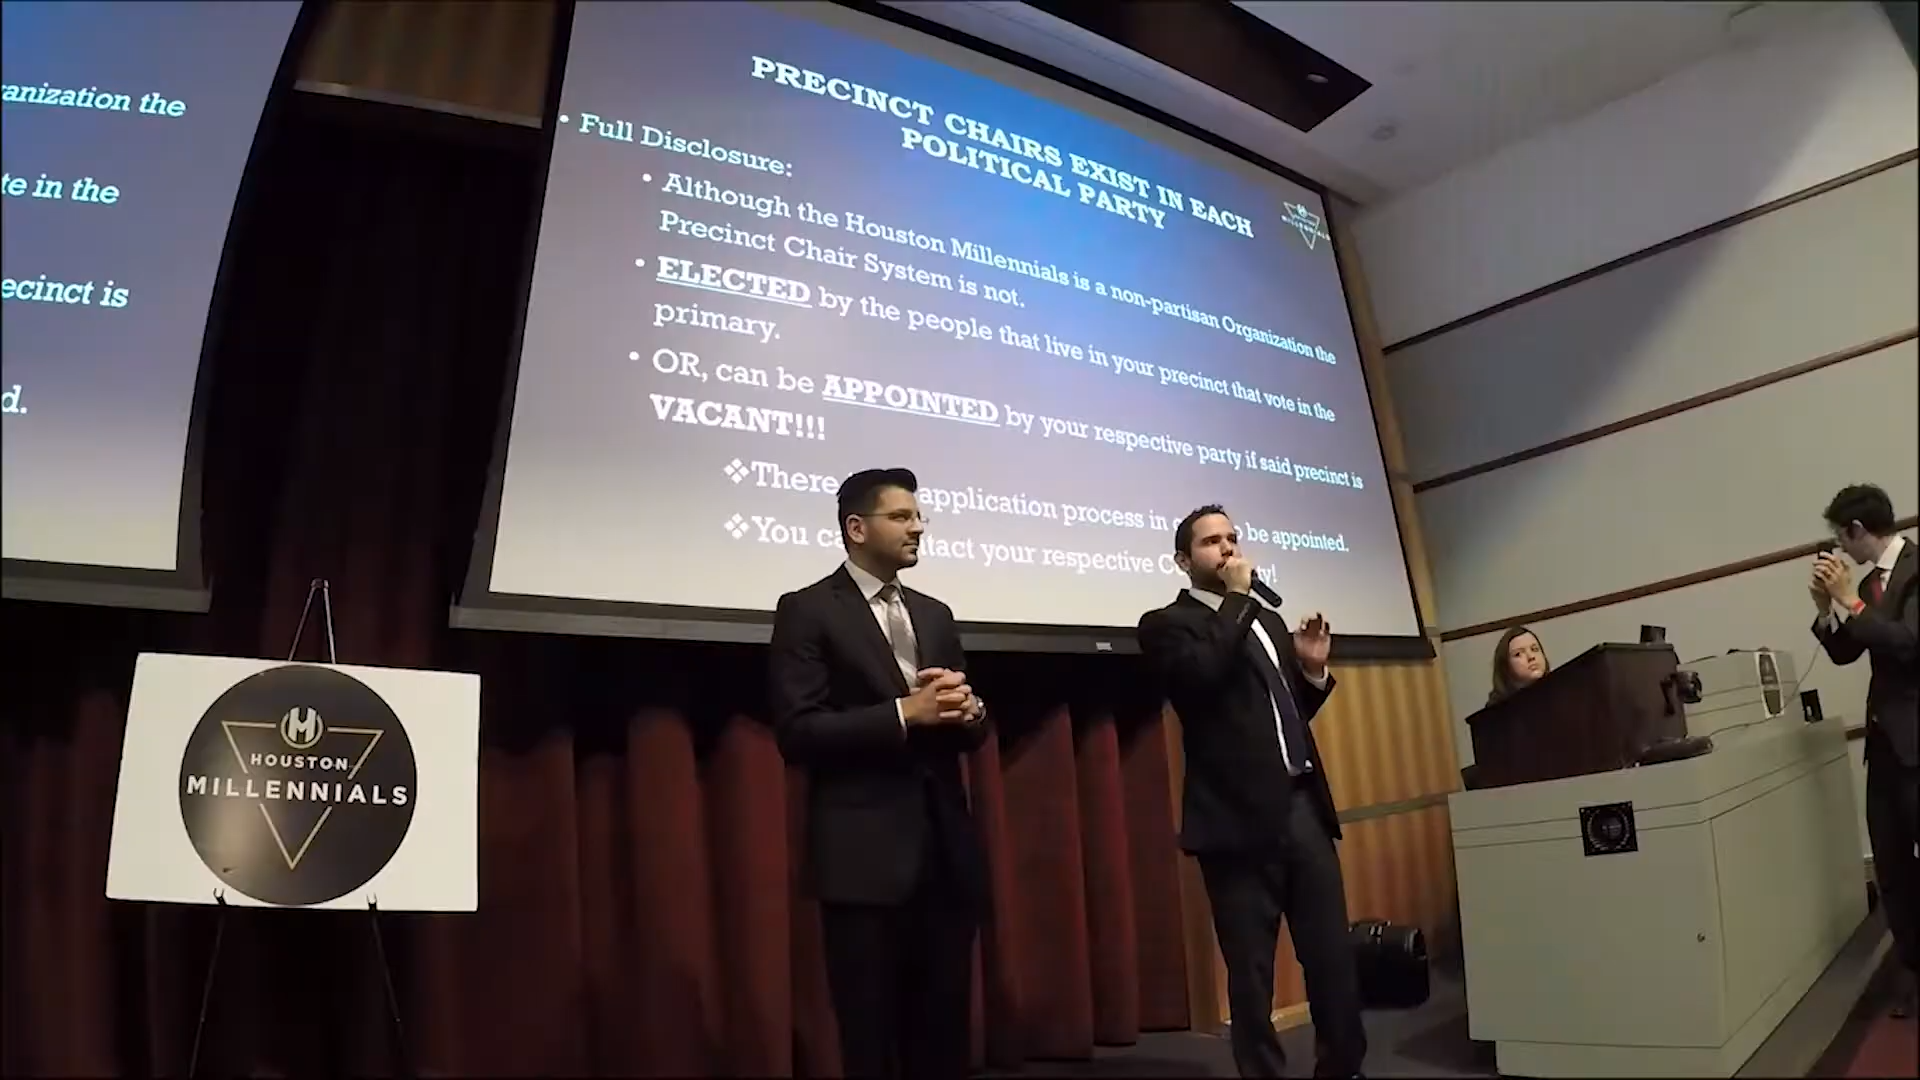 anization the
te in the
ecinct is
d.
PRECINCT CHAIRS EXIST IN EACH
POLITICAL PARTY
• Full Disclosure:
• Although the Houston Millennials is a non-partisan Organization the
Precinct Chair System is not.
• ELECTED by the people that live in your precinct that vote in the
primary.
• OR, can be APPOINTED by your respective party if said precinct is
VACANT!!!
❖There application process in be appointed.
❖You your respective
MILLENNIALS
H
HOUSTON
MILLENNIALS